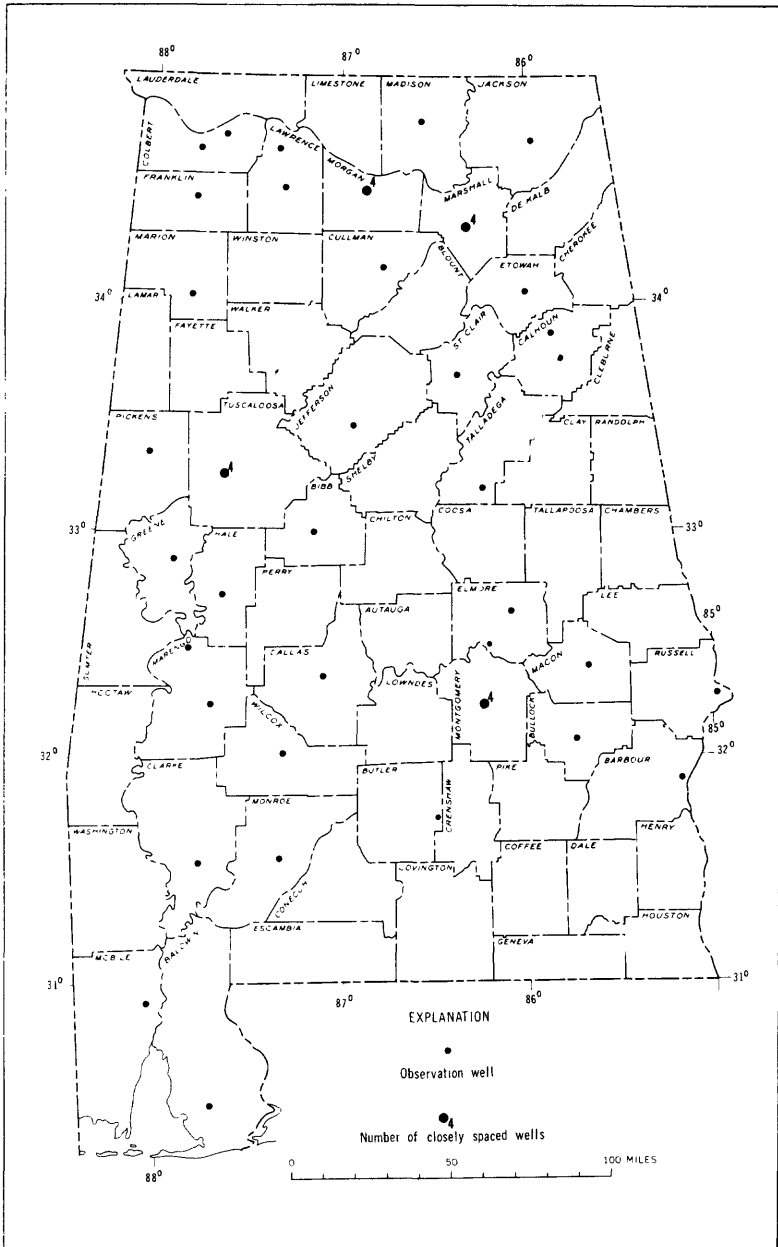 88° 87° 86°
LAUDERDALE
LIMESTONE
MADISON
JACKSON
COLBERT
LAWRENCE
MORGAN
4
FRANKLIN
MARSHALL
DE KALB
4
MARION
WINSTON
CULLMAN
BLOUNT
ETOWAH
CHEROKEE
34° 34°
LAMAR
WALKER
FAYETTE
ST CLAIR
CALHOUN
CLEBURNE
TUSCALOOSA
JEFFERSON
PICKENS
TALLADEGA
CLAY
RANDOLPH
4
SHELBY
BIBB
CHILTON
COOSA
TALLAPOOSA
CHAMBERS
33° 33°
GREENE
HALE
PERRY
ELMORE
LEE
AUTAUGA
85°
SUMTER
MARENGO
DALLAS
MACON
RUSSELL
LOWNDES
MONTGOMERY
4
BULLOCK
WILCOX
85°
32° 32°
CLARKE
BUTLER
PIKE
BARBOUR
MONROE
CRENSHAW
WASHINGTON
COFFEE
DALE
HENRY
CONECUH
COVINGTON
HOUSTON
ESCAMBIA
GENEVA
MOBILE
31° 31°
87° 86°
EXPLANATION
Observation well
4
Number of closely spaced wells
88°
0 50 100 MILES